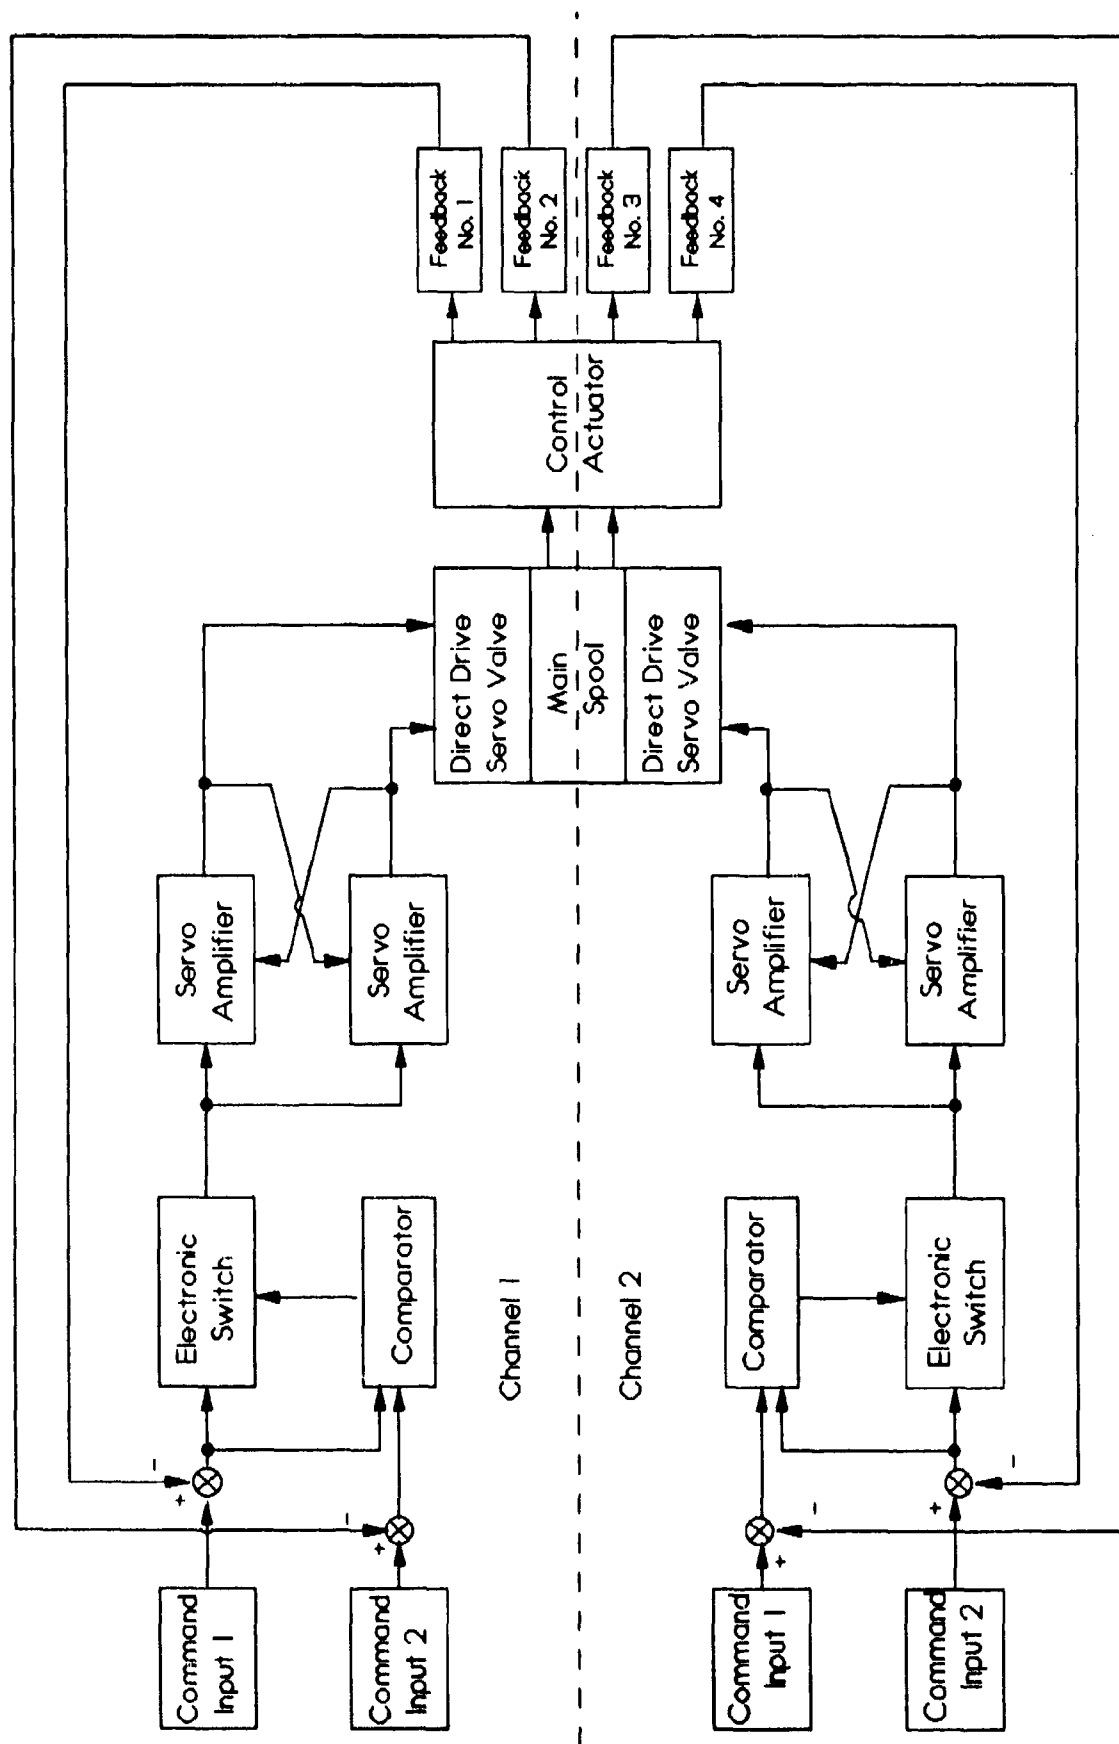 Command
Input 1
Command
Input 2
+
-
+
-
Electronic
Switch
Comparator
Servo
Amplifier
Servo
Amplifier
Channel 1
Channel 2
Command
Input 1
Command
Input 2
+
-
+
-
Comparator
Electronic
Switch
Servo
Amplifier
Servo
Amplifier
Direct Drive
Servo Valve
Main
Spool
Direct Drive
Servo Valve
Control
Actuator
Feedback
No. 1
Feedback
No. 2
Feedback
No. 3
Feedback
No. 4